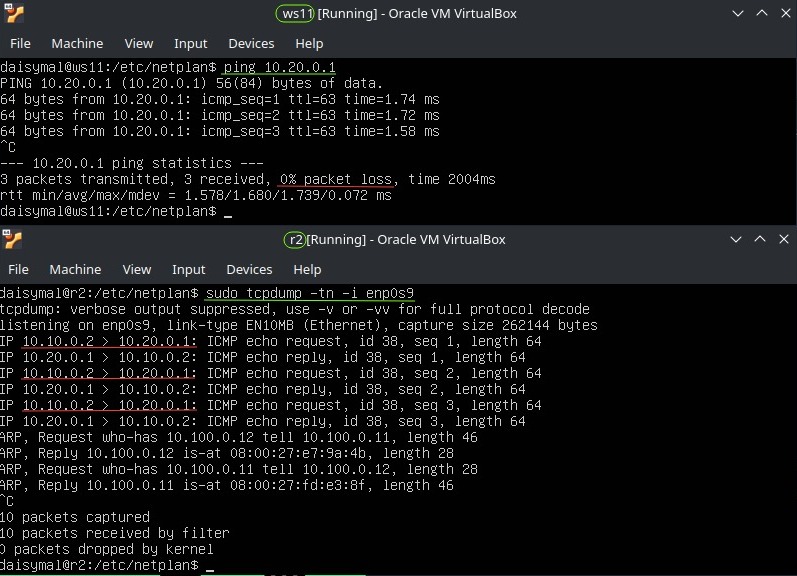 ws11 [Running] - Oracle VM VirtualBox
File Machine View Input Devices Help
daisymal@ws11:/etc/netplan$ ping 10.20.0.1
PING 10.20.0.1 (10.20.0.1) 56(84) bytes of data.
64 bytes from 10.20.0.1: icmp_seq=1 ttl=63 time=1.74 ms
64 bytes from 10.20.0.1: icmp_seq=2 ttl=63 time=1.72 ms
64 bytes from 10.20.0.1: icmp_seq=3 ttl=63 time=1.58 ms
^C
--- 10.20.0.1 ping statistics ---
3 packets transmitted, 3 received, 0% packet loss, time 2004ms
rtt min/avg/max/mdev = 1.578/1.680/1.739/0.072 ms
daisymal@ws11:/etc/netplan$ _
r2 [Running] - Oracle VM VirtualBox
File Machine View Input Devices Help
daisymal@r2:/etc/netplan$ sudo tcpdump -tn -i enp0s9
tcpdump: verbose output suppressed, use -v or -vv for full protocol decode
listening on enp0s9, link-type EN10MB (Ethernet), capture size 262144 bytes
IP 10.10.0.2 > 10.20.0.1: ICMP echo request, id 38, seq 1, length 64
IP 10.20.0.1 > 10.10.0.2: ICMP echo reply, id 38, seq 1, length 64
IP 10.10.0.2 > 10.20.0.1: ICMP echo request, id 38, seq 2, length 64
IP 10.20.0.1 > 10.10.0.2: ICMP echo reply, id 38, seq 2, length 64
IP 10.10.0.2 > 10.20.0.1: ICMP echo request, id 38, seq 3, length 64
IP 10.20.0.1 > 10.10.0.2: ICMP echo reply, id 38, seq 3, length 64
ARP, Request who-has 10.100.0.12 tell 10.100.0.11, length 46
ARP, Reply 10.100.0.12 is-at 08:00:27:e7:9a:4b, length 28
ARP, Request who-has 10.100.0.11 tell 10.100.0.12, length 28
ARP, Reply 10.100.0.11 is-at 08:00:27:fd:e3:8f, length 46
^C
10 packets captured
10 packets received by filter
0 packets dropped by kernel
daisymal@r2:/etc/netplan$ _